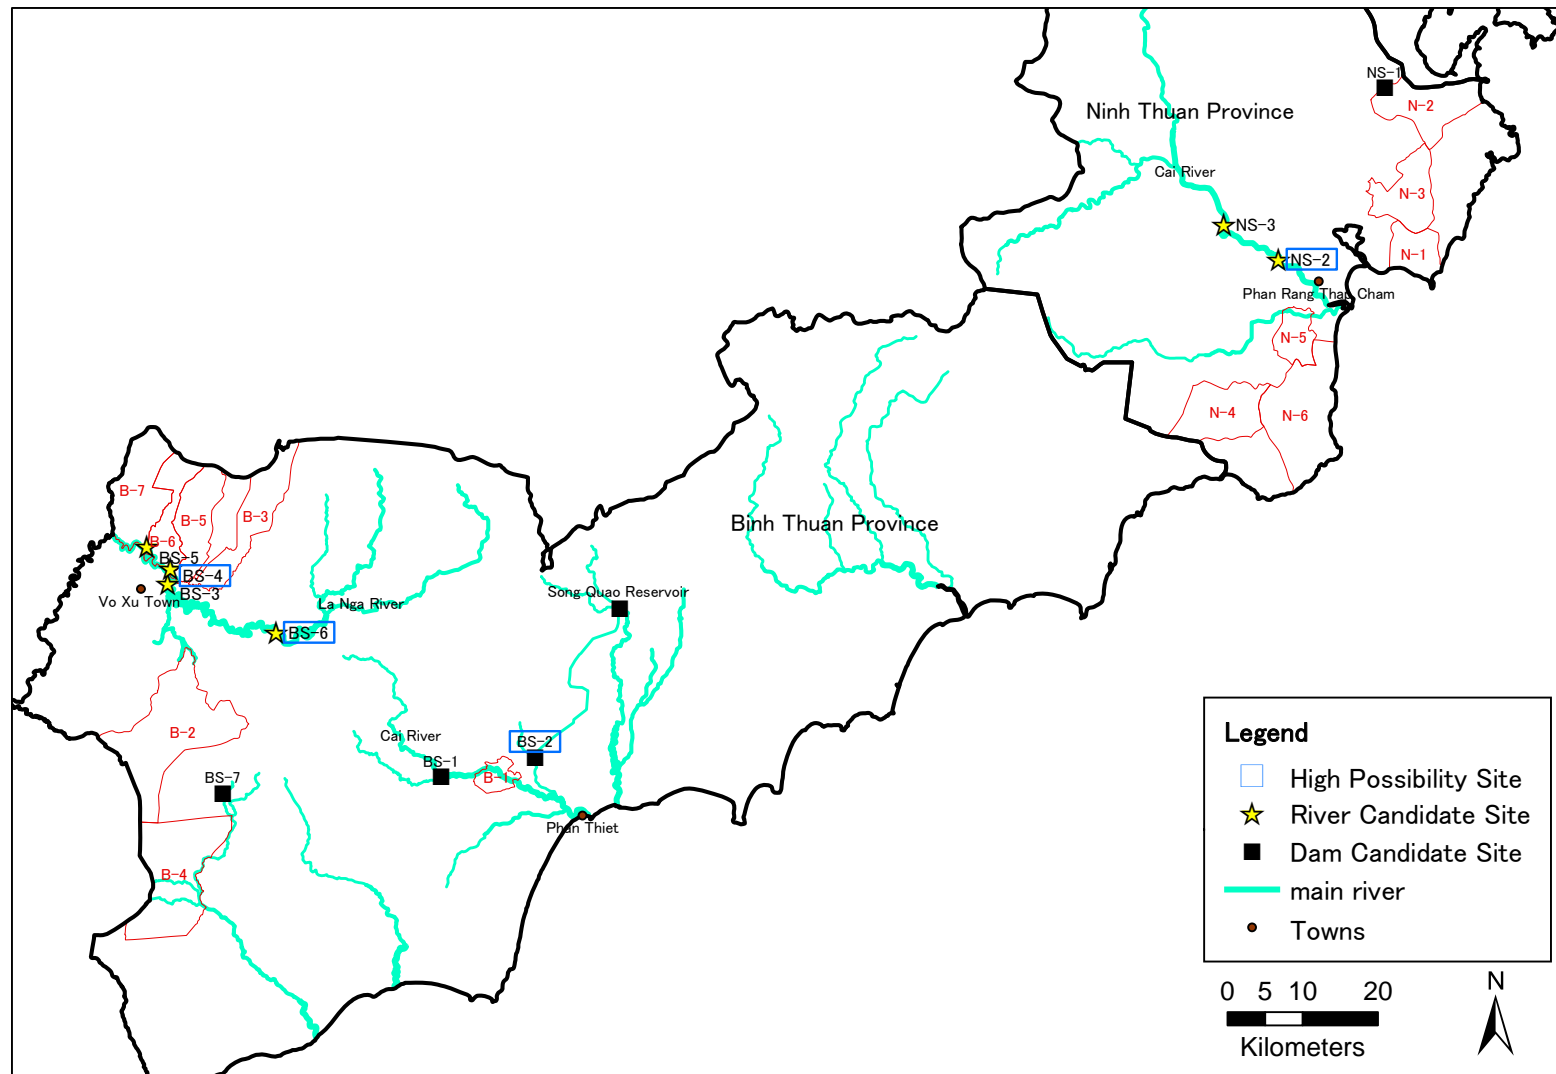 NS-1
N-2
Ninh Thuan Province
Cai River
N-3
NS-3
N-1
NS-2
Phan Rang Thap Cham
N-5
N-4
N-6
B-7
B-5
B-3
Binh Thuan Province
B-6
BS-5
BS-4
BS-3
Vo Xu Town
La Nga River
Song Quao Reservoir
BS-6
B-2
Cai River
BS-2
BS-1
B-1
BS-7
Phan Thiet
B-4
Legend
High Possibility Site
River Candidate Site
Dam Candidate Site
main river
Towns
0 5 10 20
Kilometers
N